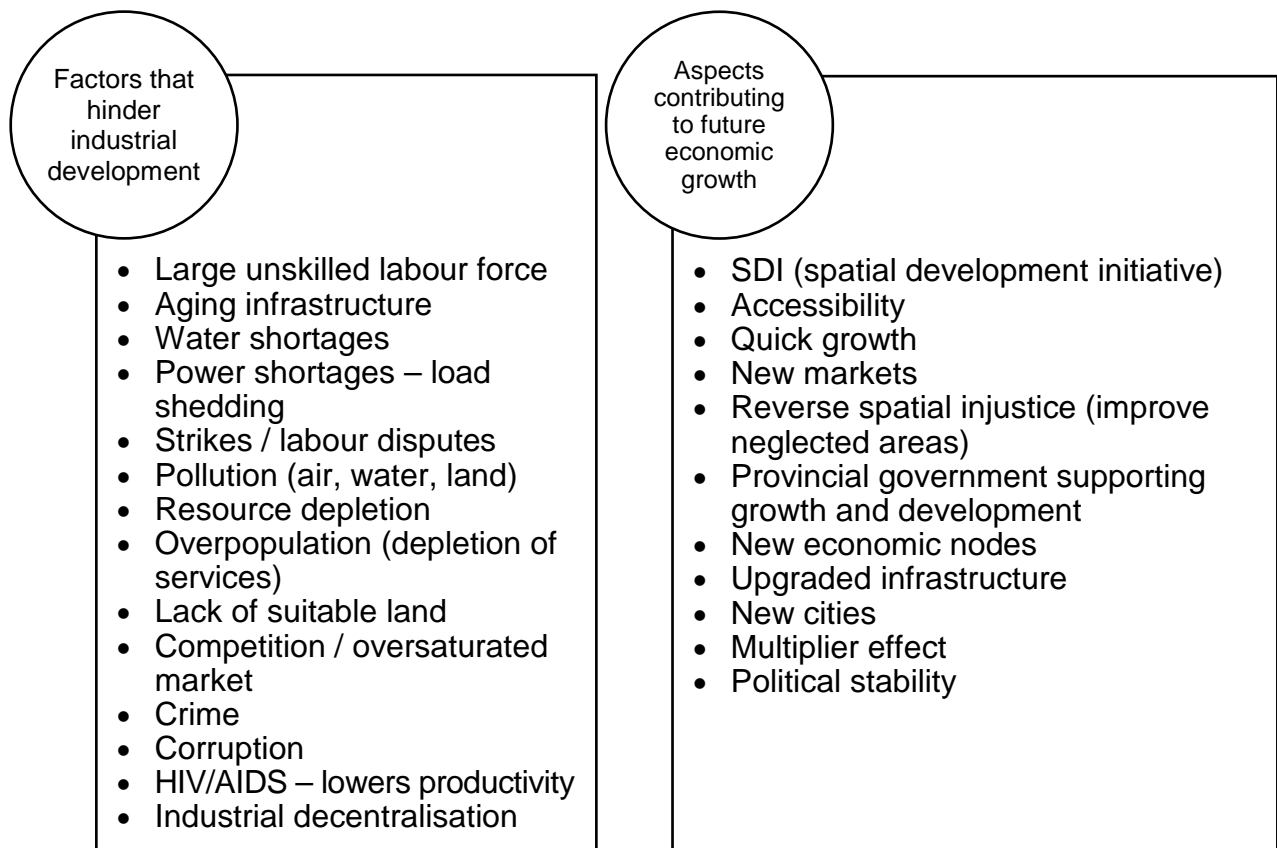 Factors that
hinder
industrial
development
• Large unskilled labour force
• Aging infrastructure
• Water shortages
• Power shortages – load
shedding
• Strikes / labour disputes
• Pollution (air, water, land)
• Resource depletion
• Overpopulation (depletion of
services)
• Lack of suitable land
• Competition / oversaturated
market
• Crime
• Corruption
• HIV/AIDS – lowers productivity
• Industrial decentralisation
Aspects
contributing
to future
economic
growth
• SDI (spatial development initiative)
• Accessibility
• Quick growth
• New markets
• Reverse spatial injustice (improve
neglected areas)
• Provincial government supporting
growth and development
• New economic nodes
• Upgraded infrastructure
• New cities
• Multiplier effect
• Political stability